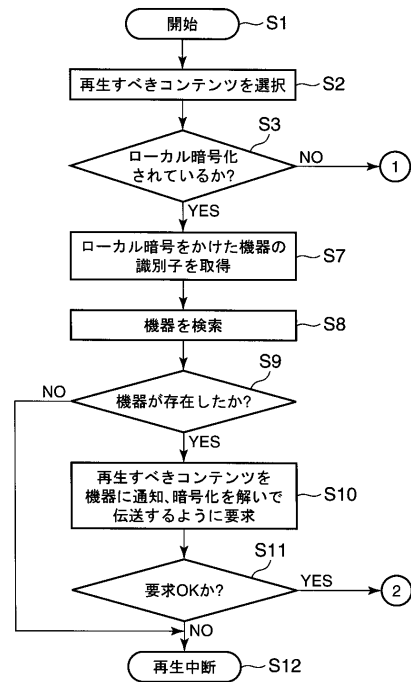 開始
S1
再生すべきコンテンツを選択
S2
S3
ローカル暗号化
されているか?
NO
1
YES
ローカル暗号をかけた機器の
識別子を取得
S7
機器を検索
S8
S9
NO
機器が存在したか?
YES
再生すべきコンテンツを
機器に通知、暗号化を解いで
伝送するように要求
S10
S11
要求OKか?
YES
2
NO
再生中断
S12